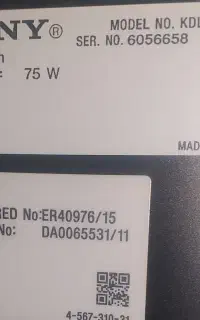 NY®
MODEL NO. KDL
SER. NO. 6056658
: 75 W
MAD
RED No:ER40976/15
No: DA0065531/11
4-567-310-31